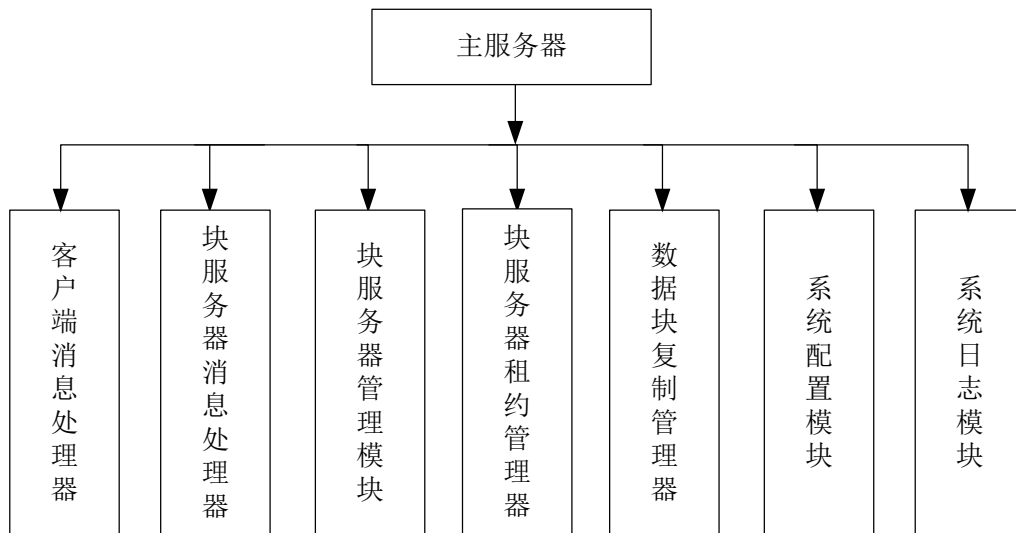 主服务器
客户端消息处理器
块服务器消息处理器
块服务器管理模块
块服务器租约管理器
数据块复制管理器
系统配置模块
系统日志模块